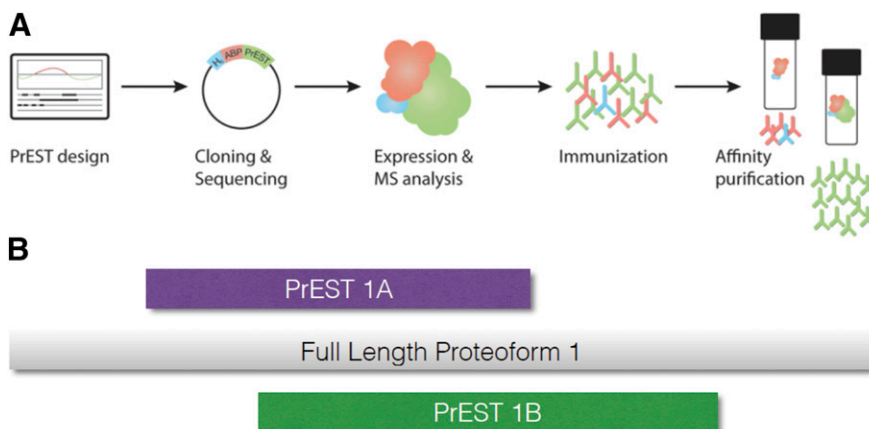 A
H₆ ABP PrEST
PrEST design
Cloning &
Sequencing
Expression &
MS analysis
Immunization
Affinity
purification
B
PrEST 1A
Full Length Proteoform 1
PrEST 1B